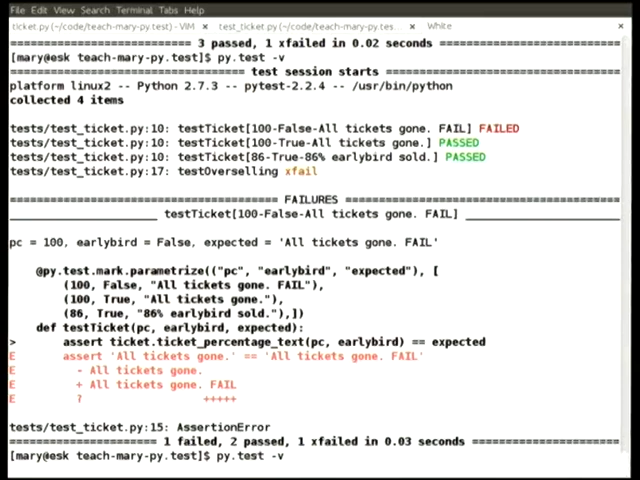 File Edit View Search Terminal Tabs Help
ticket.py (~/code/teach-mary-py.test) - VIM × test_ticket.py (~/code/teach-mary-py.tes... × White ×
==================== 3 passed, 1 xfailed in 0.02 seconds ====================
[mary@esk teach-mary-py.test]$ py.test -v
============================ test session starts ============================
platform linux2 -- Python 2.7.3 -- pytest-2.2.4 -- /usr/bin/python
collected 4 items
tests/test_ticket.py:10: testTicket[100-False-All tickets gone. FAIL] FAILED
tests/test_ticket.py:10: testTicket[100-True-All tickets gone.] PASSED
tests/test_ticket.py:10: testTicket[86-True-86% earlybird sold.] PASSED
tests/test_ticket.py:17: testOverselling xfail
================================= FAILURES =================================
_______________ testTicket[100-False-All tickets gone. FAIL] _______________
pc = 100, earlybird = False, expected = 'All tickets gone. FAIL'
@py.test.mark.parametrize(("pc", "earlybird", "expected"), [
(100, False, "All tickets gone. FAIL"),
(100, True, "All tickets gone."),
(86, True, "86% earlybird sold."),])
def testTicket(pc, earlybird, expected):
> assert ticket.ticket_percentage_text(pc, earlybird) == expected
E assert 'All tickets gone.' == 'All tickets gone. FAIL'
E - All tickets gone.
E + All tickets gone. FAIL
E ? +++++
tests/test_ticket.py:15: AssertionError
============== 1 failed, 2 passed, 1 xfailed in 0.03 seconds ===============
[mary@esk teach-mary-py.test]$ py.test -v